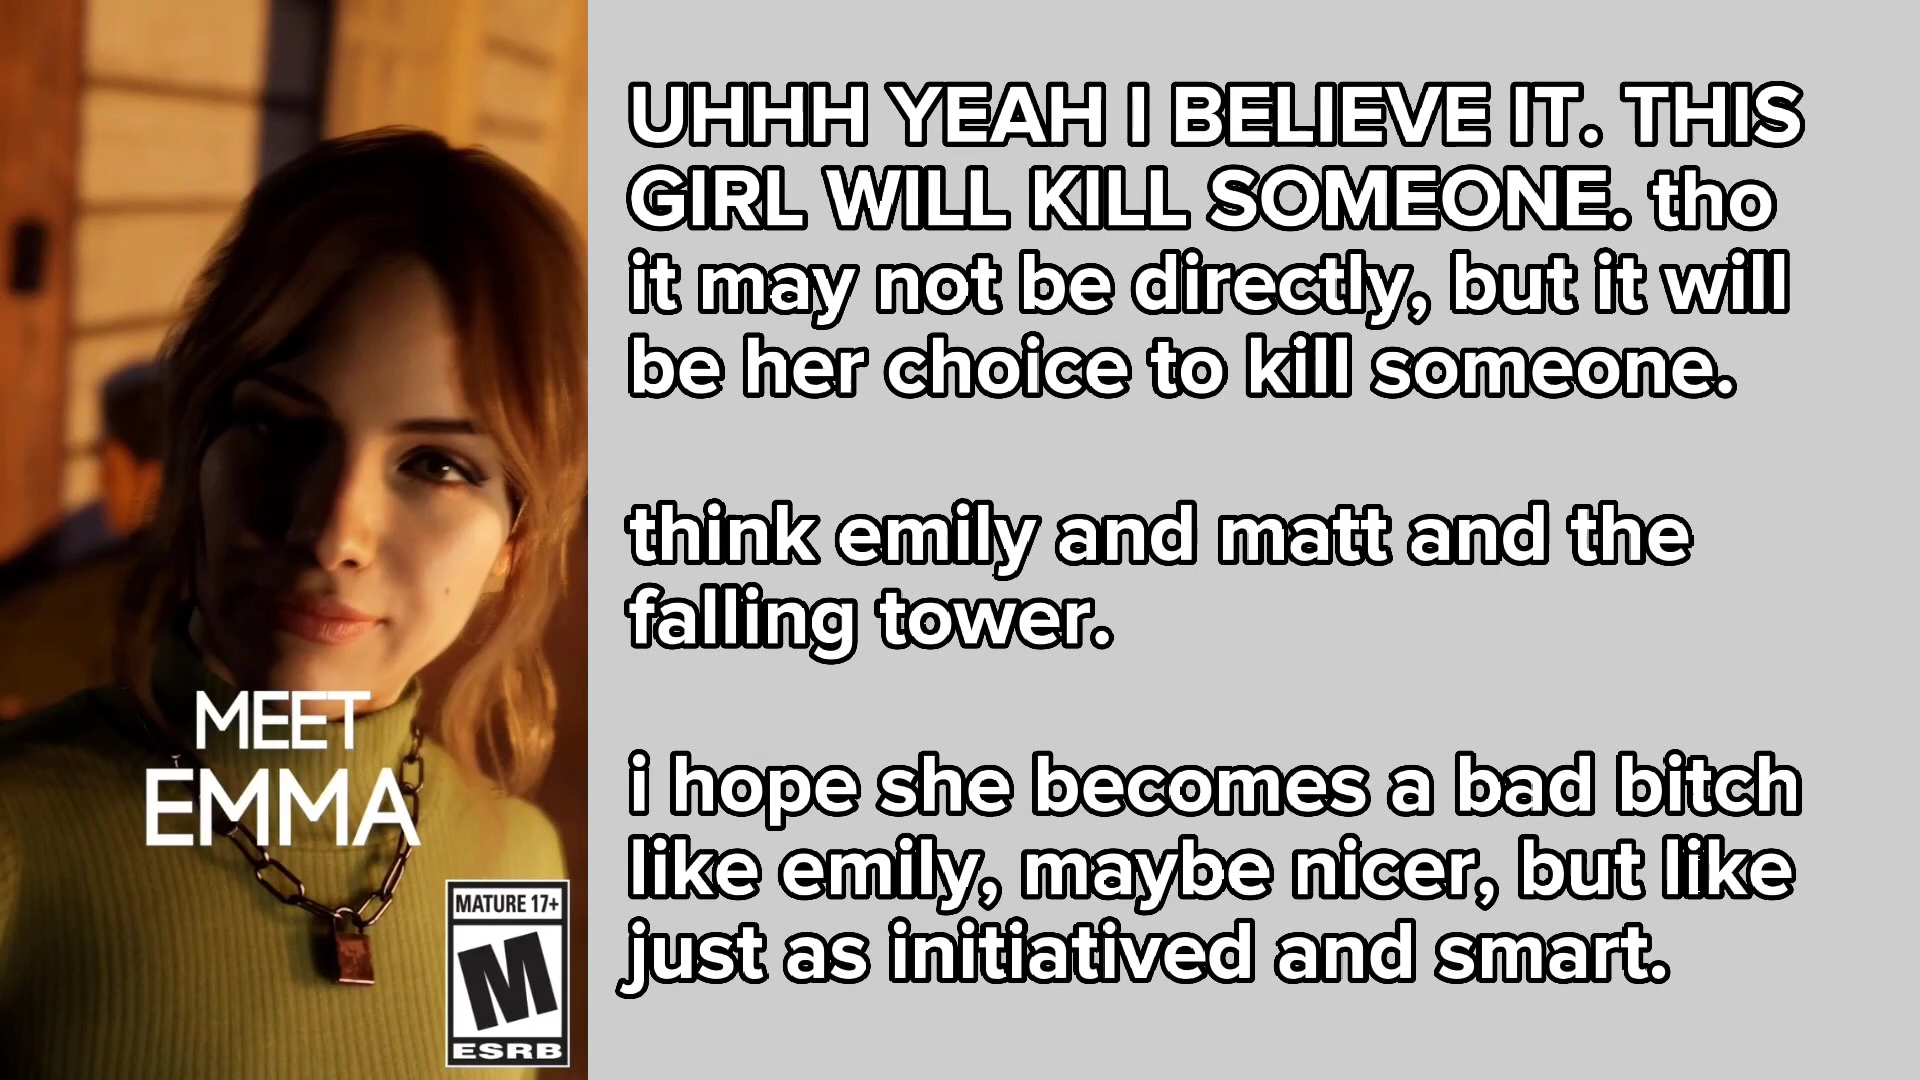 MEET
EMMA
MATURE 17+
M
ESRB
UHHH YEAH I BELIEVE IT. THIS
GIRL WILL KILL SOMEONE. tho
it may not be directly, but it will
be her choice to kill someone.
think emily and matt and the
falling tower.
i hope she becomes a bad bitch
like emily, maybe nicer, but like
just as initiatived and smart.